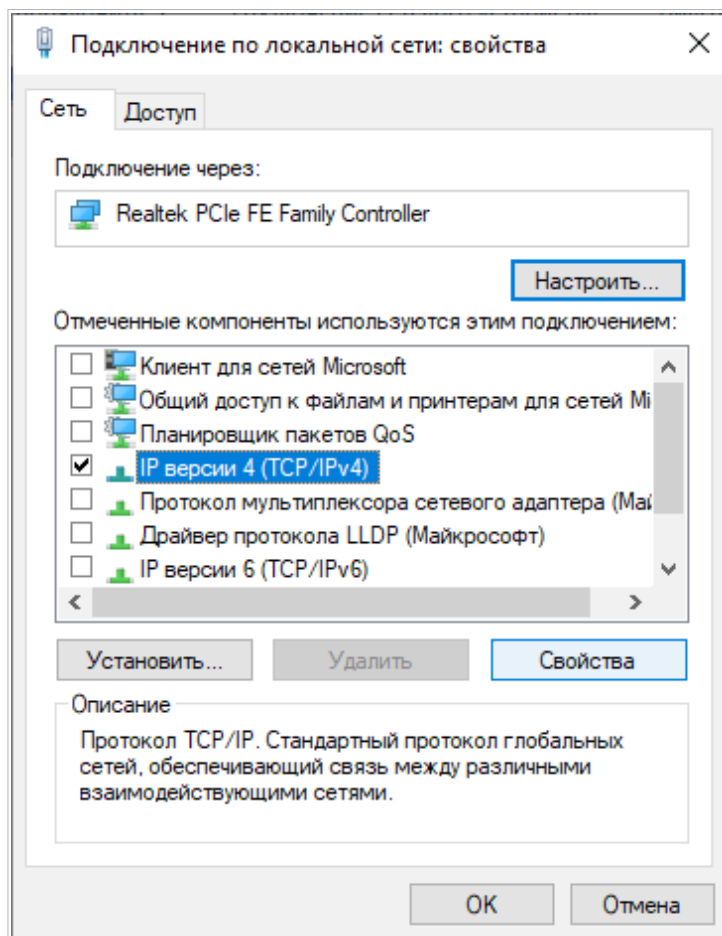 Подключение по локальной сети: свойства
Сеть
Доступ
Подключение через:
Realtek PCIe FE Family Controller
Настроить...
Отмеченные компоненты используются этим подключением:
Клиент для сетей Microsoft
Общий доступ к файлам и принтерам для сетей Mi
Планировщик пакетов QoS
IP версии 4 (TCP/IPv4)
Протокол мультиплексора сетевого адаптера (Май
Драйвер протокола LLDP (Майкрософт)
IP версии 6 (TCP/IPv6)
Установить...
Удалить
Свойства
Описание
Протокол TCP/IP. Стандартный протокол глобальных
сетей, обеспечивающий связь между различными
взаимодействующими сетями.
OK
Отмена